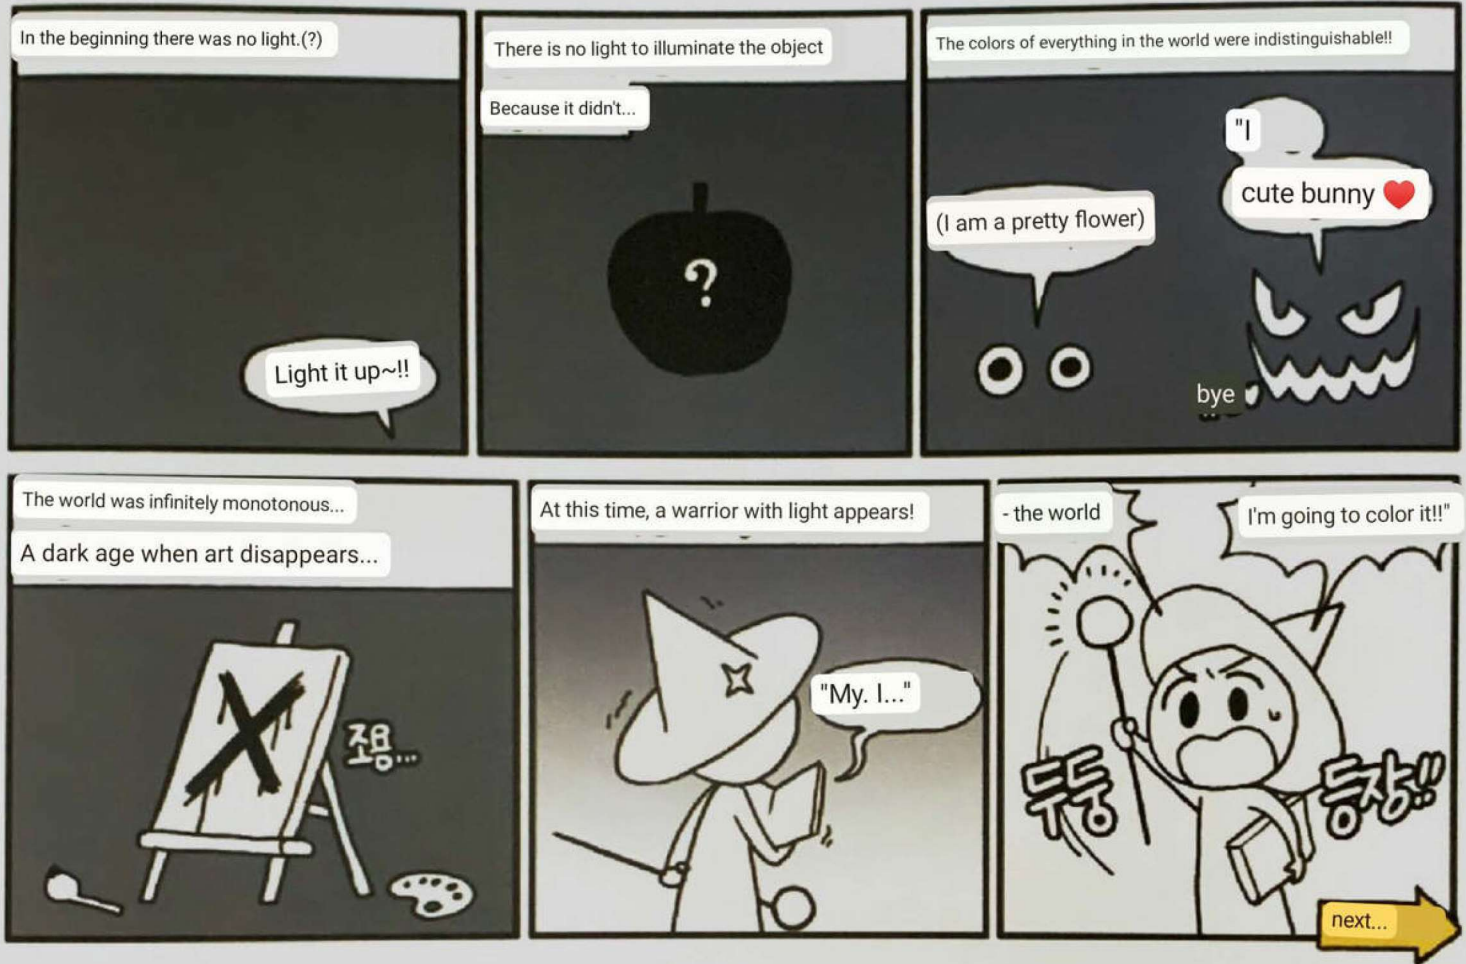 In the beginning there was no light.(?)
Light it up~!!
There is no light to illuminate the object
Because it didn't...
?
The colors of everything in the world were indistinguishable!!
(I am a pretty flower)
"I
cute bunny ❤️
bye
The world was infinitely monotonous...
A dark age when art disappears...
조용...
At this time, a warrior with light appears!
"My. I..."
- the world
I'm going to color it!!"
두둥
등장!!
next...